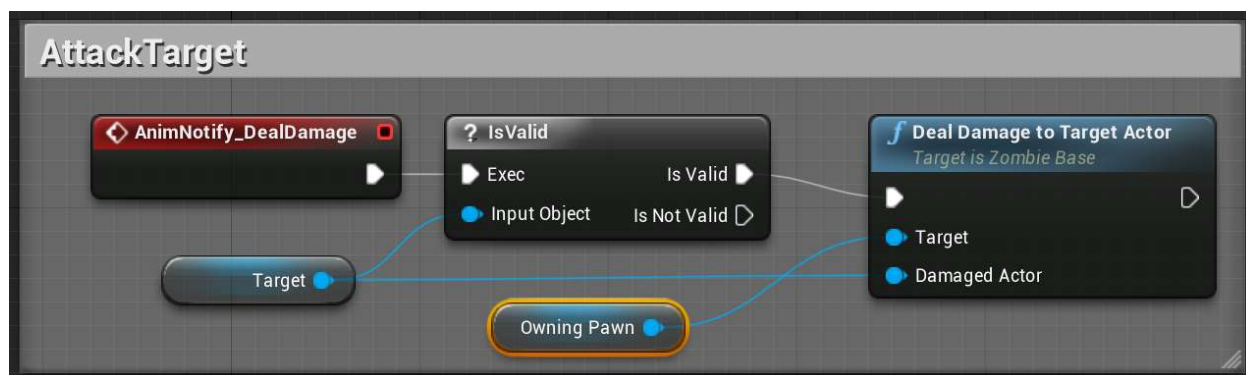 AttackTarget
AnimNotify_DealDamage
? IsValid
Exec
Is Valid
Input Object
Is Not Valid
Target
Owning Pawn
f Deal Damage to Target Actor
Target is Zombie Base
Target
Damaged Actor